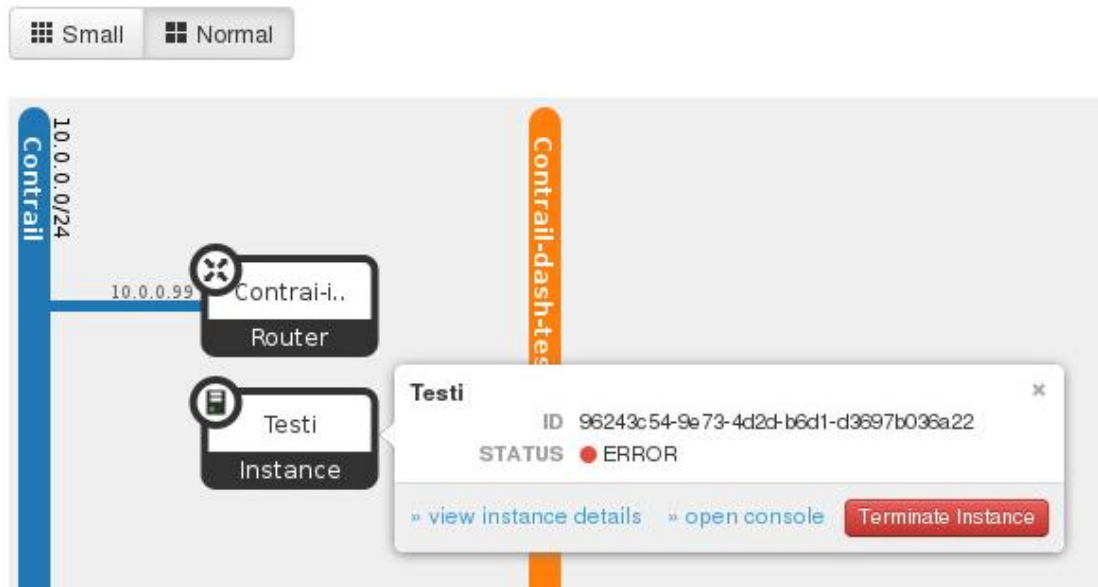 Small
Normal
Contrail
10.0.0.0/24
Contrail-dash-tes
10.0.0.99
Contrai-i..
Router
Testi
Instance
Testi
×
ID 96243c54-9e73-4d2d-b6d1-d3697b036a22
STATUS ERROR
» view instance details » open console Terminate Instance